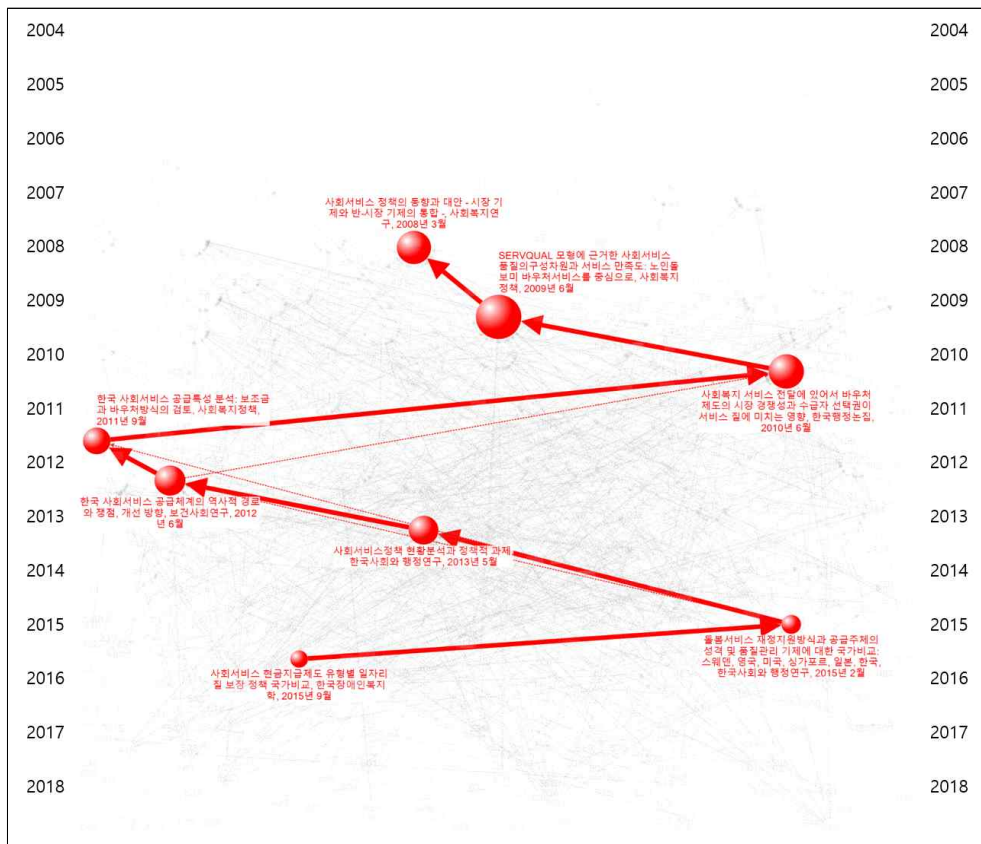 2004 2004
2005 2005
2006 2006
2007 2007
사회서비스 정책의 동향과 대안 - 시장 기
제와 반-시장 기제의 통합 -, 사회복지연
구, 2008년 3월
2008 2008
SERVQUAL 모형에 근거한 사회서비스
품질의구성차원과 서비스 만족도: 노인돌
보미 바우처서비스를 중심으로, 사회복지
정책, 2009년 6월
2009 2009
2010 2010
사회복지 서비스 전달에 있어서 바우처
제도의 시장 경쟁성과 수급자 선택권이
서비스 질에 미치는 영향, 한국행정논집,
2010년 6월
한국 사회서비스 공급특성 분석: 보조금
과 바우처방식의 검토, 사회복지정책,
2011년 9월
2011 2011
2012 2012
한국 사회서비스 공급체계의 역사적 경로
와 쟁점, 개선 방향, 보건사회연구, 2012
년 6월
2013 2013
사회서비스정책 현황분석과 정책적 과제,
한국사회와 행정연구, 2013년 5월
2014 2014
2015 2015
돌봄서비스 재정지원방식과 공급주체의
성격 및 품질관리 기제에 대한 국가비교:
스웨덴, 영국, 미국, 싱가포르, 일본, 한국,
한국사회와 행정연구, 2015년 2월
사회서비스 현금지급제도 유형별 일자리
질 보장 정책 국가비교, 한국장애인복지
학, 2015년 9월
2016 2016
2017 2017
2018 2018